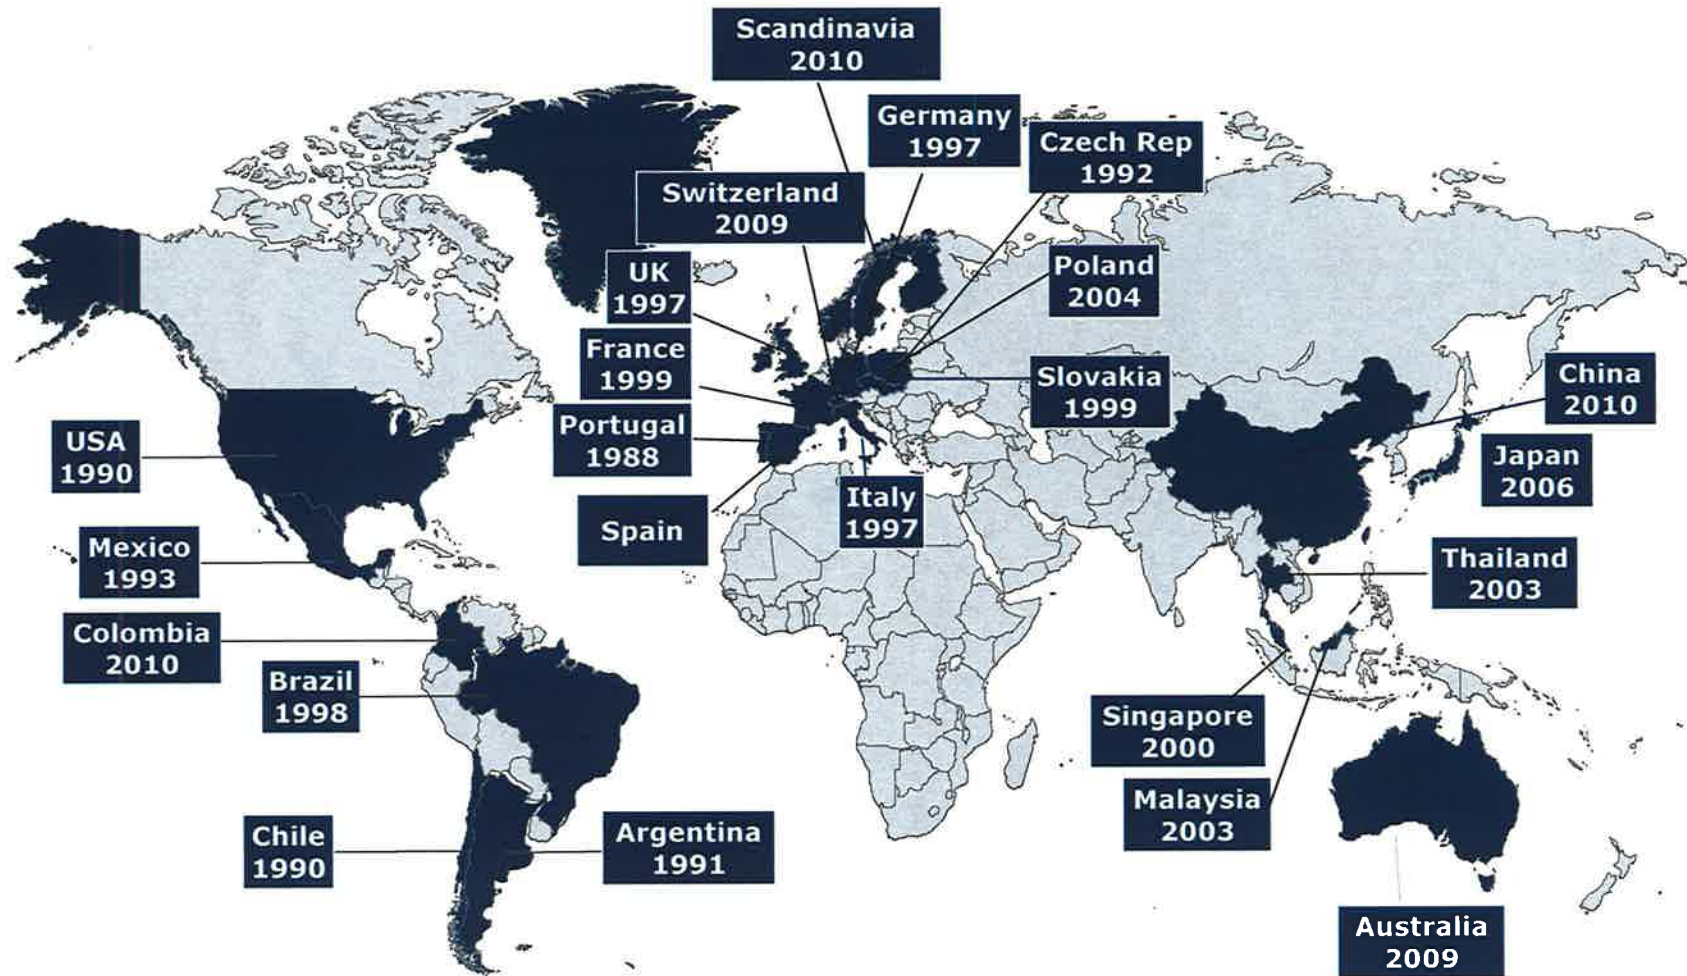 Scandinavia
2010
Germany
1997
Czech Rep
1992
Switzerland
2009
UK
1997
Poland
2004
France
1999
Slovakia
1999
China
2010
Portugal
1988
USA
1990
Japan
2006
Italy
1997
Spain
Mexico
1993
Thailand
2003
Colombia
2010
Brazil
1998
Singapore
2000
Malaysia
2003
Chile
1990
Argentina
1991
Australia
2009